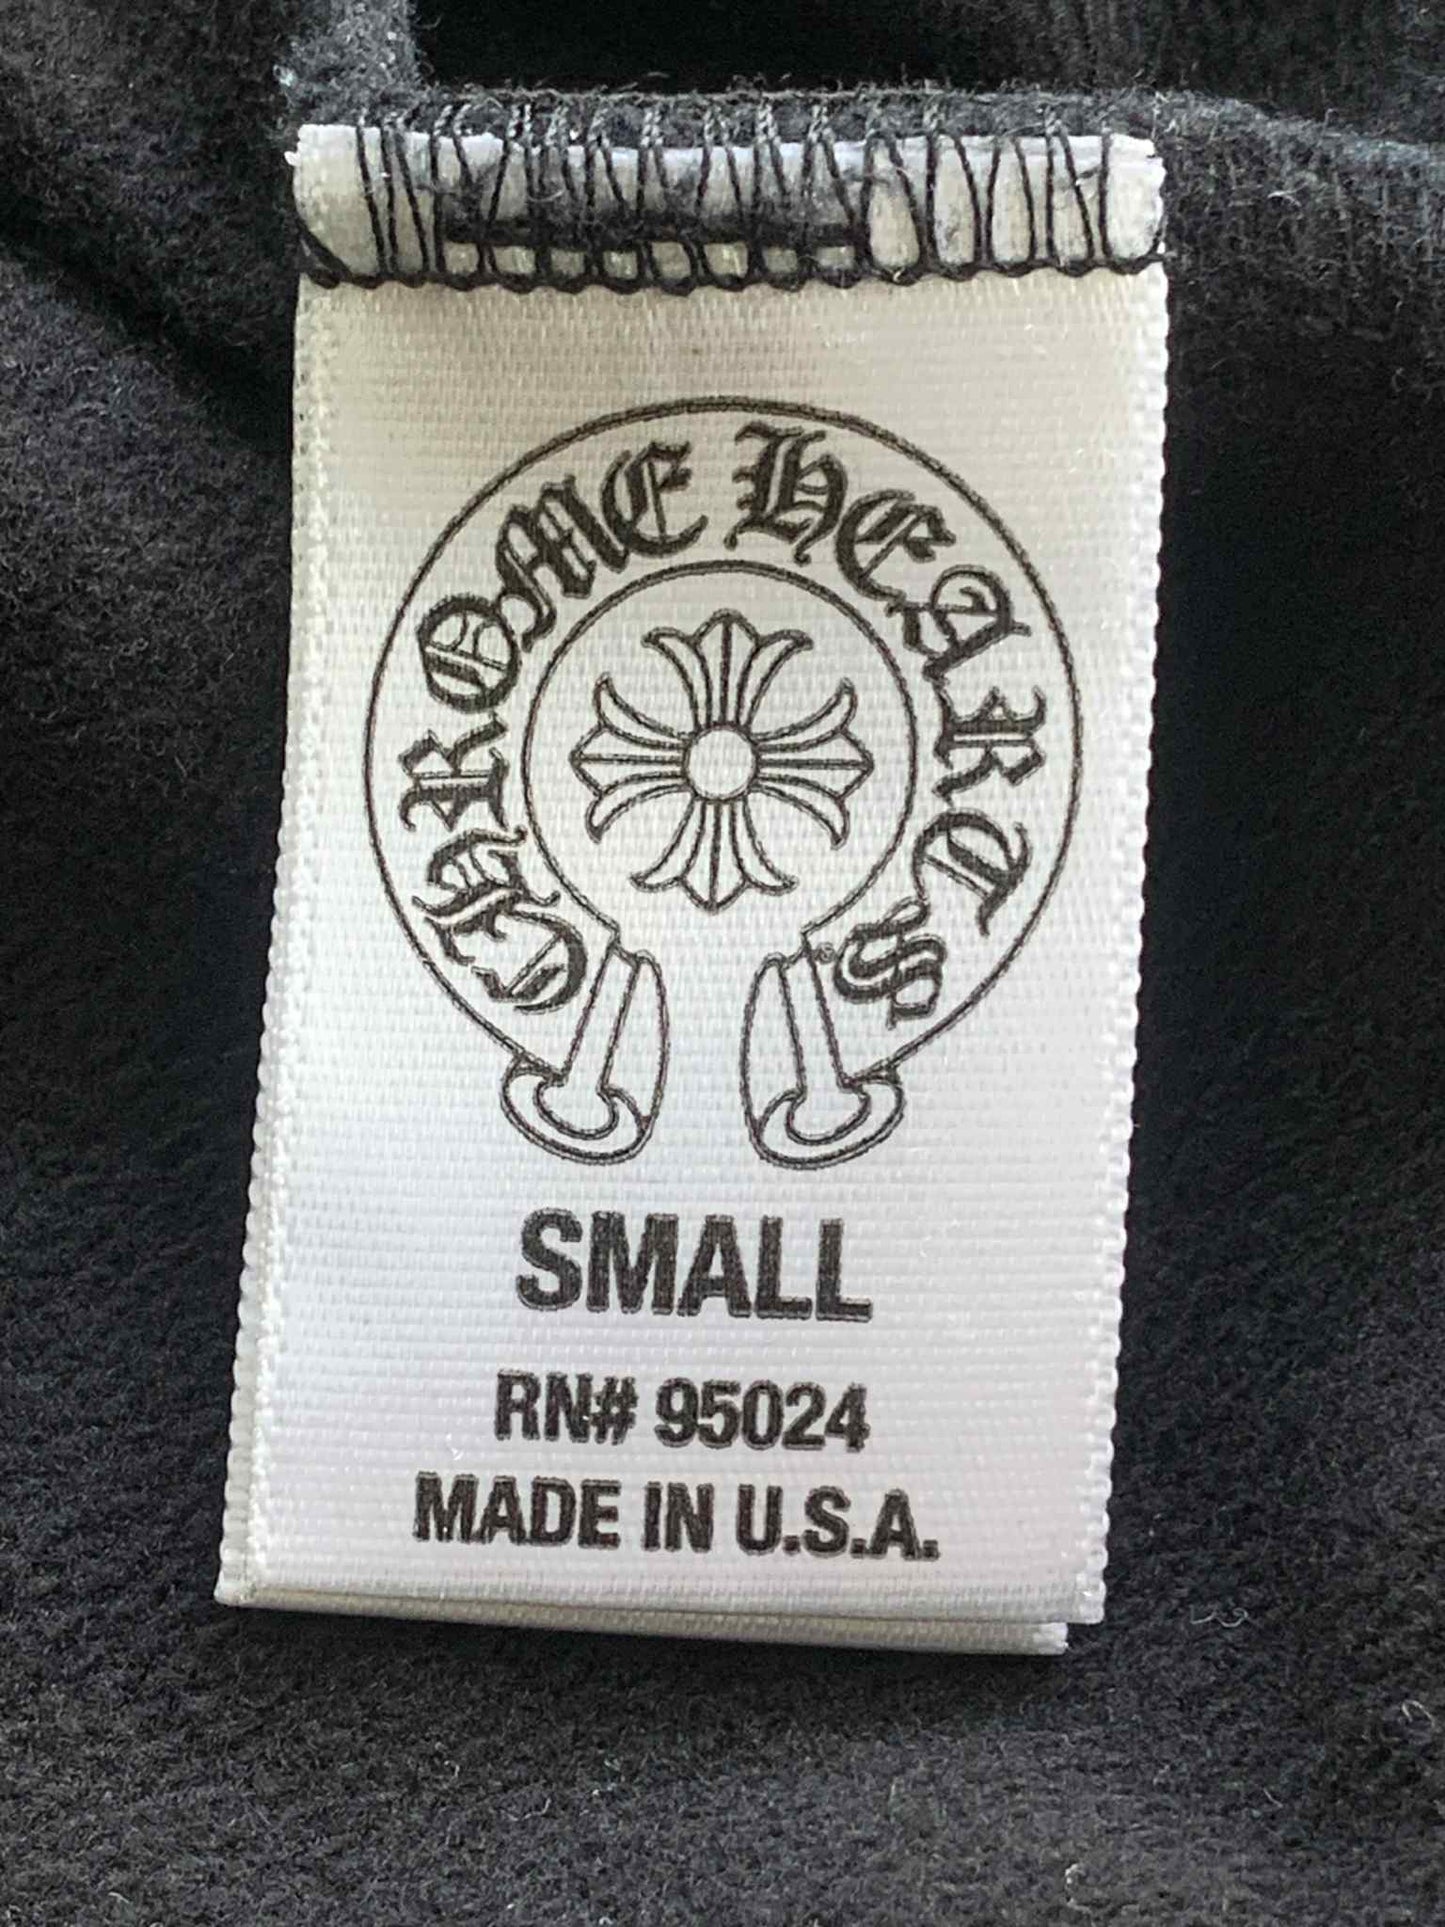 CHROME HEARTS
®
SMALL
RN# 95024
MADE IN U.S.A.